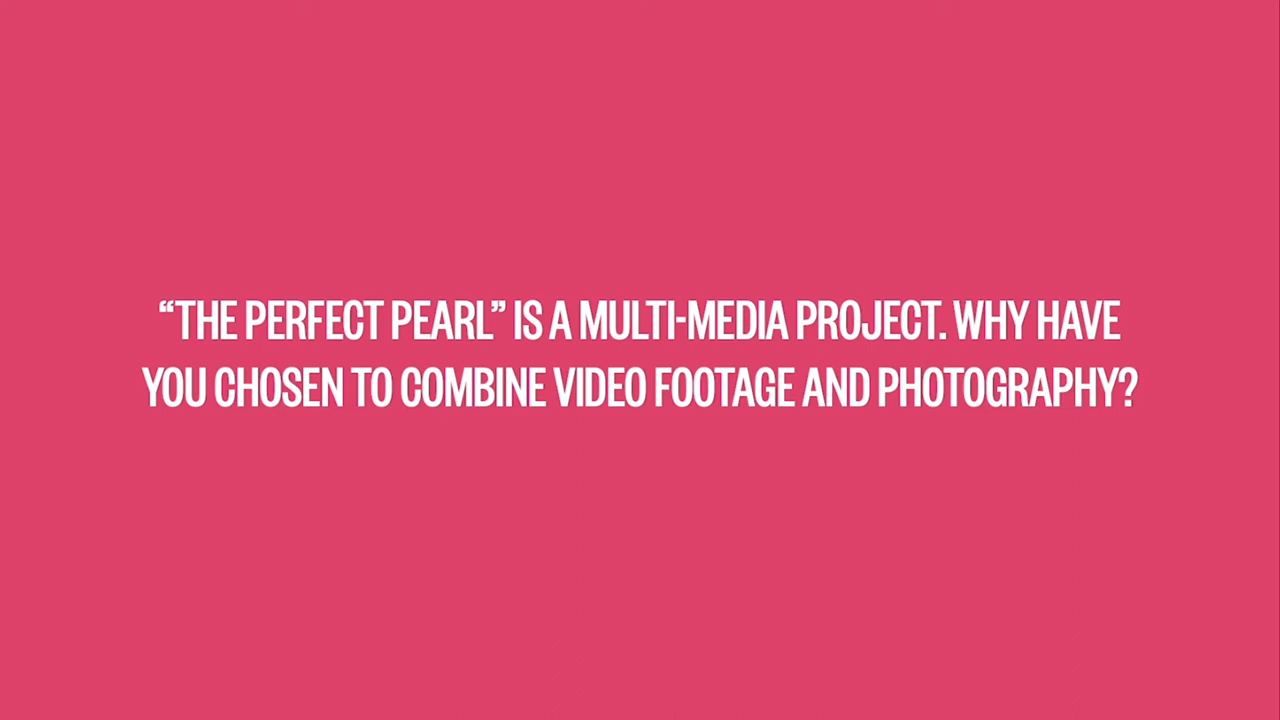 “THE PERFECT PEARL” IS A MULTI-MEDIA PROJECT. WHY HAVE
YOU CHOSEN TO COMBINE VIDEO FOOTAGE AND PHOTOGRAPHY?